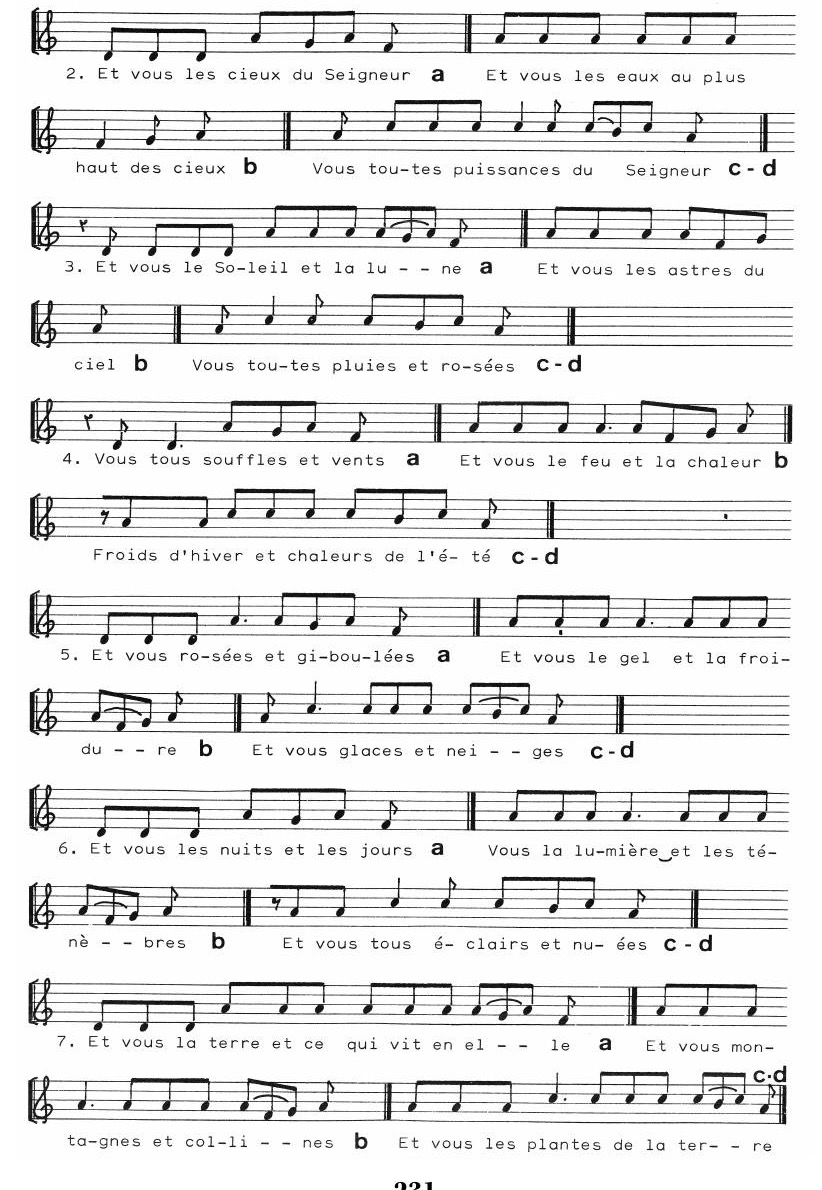 2. Et vous les cieux du Seigneur a Et vous les eaux au plus
haut des cieux b Vous tou-tes puissances du Seigneur c - d
3. Et vous le So-leil et la lu - - ne a Et vous les astres du
ciel b Vous tou-tes pluies et ro-sées c - d
4. Vous tous souffles et vents a Et vous le feu et la chaleur b
Froids d'hiver et chaleurs de l'é- té c - d
5. Et vous ro-sées et gi-bou-lées a Et vous le gel et la froi-
du - - re b Et vous glaces et nei - - ges c - d
6. Et vous les nuits et les jours a Vous la lu-mière‿et les té-
nè - - bres b Et vous tous é- clairs et nu- ées c - d
7. Et vous la terre et ce qui vit en el - - le a Et vous mon-
c-d
ta-gnes et col-li - - nes b Et vous les plantes de la ter- - re
231